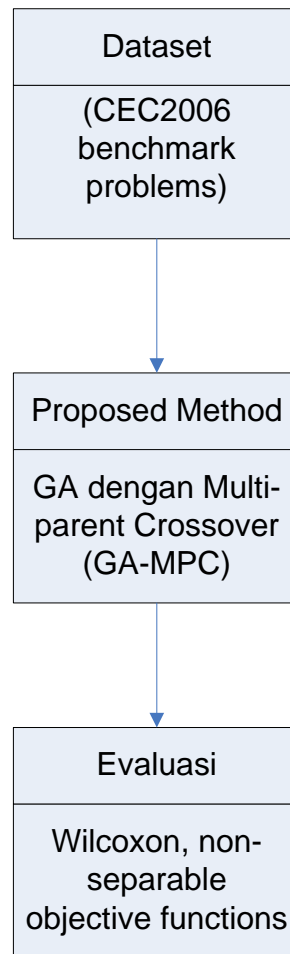 Dataset
(CEC2006
benchmark
problems)
Proposed Method
GA dengan Multi-
parent Crossover
(GA-MPC)
Evaluasi
Wilcoxon, non-
separable
objective functions